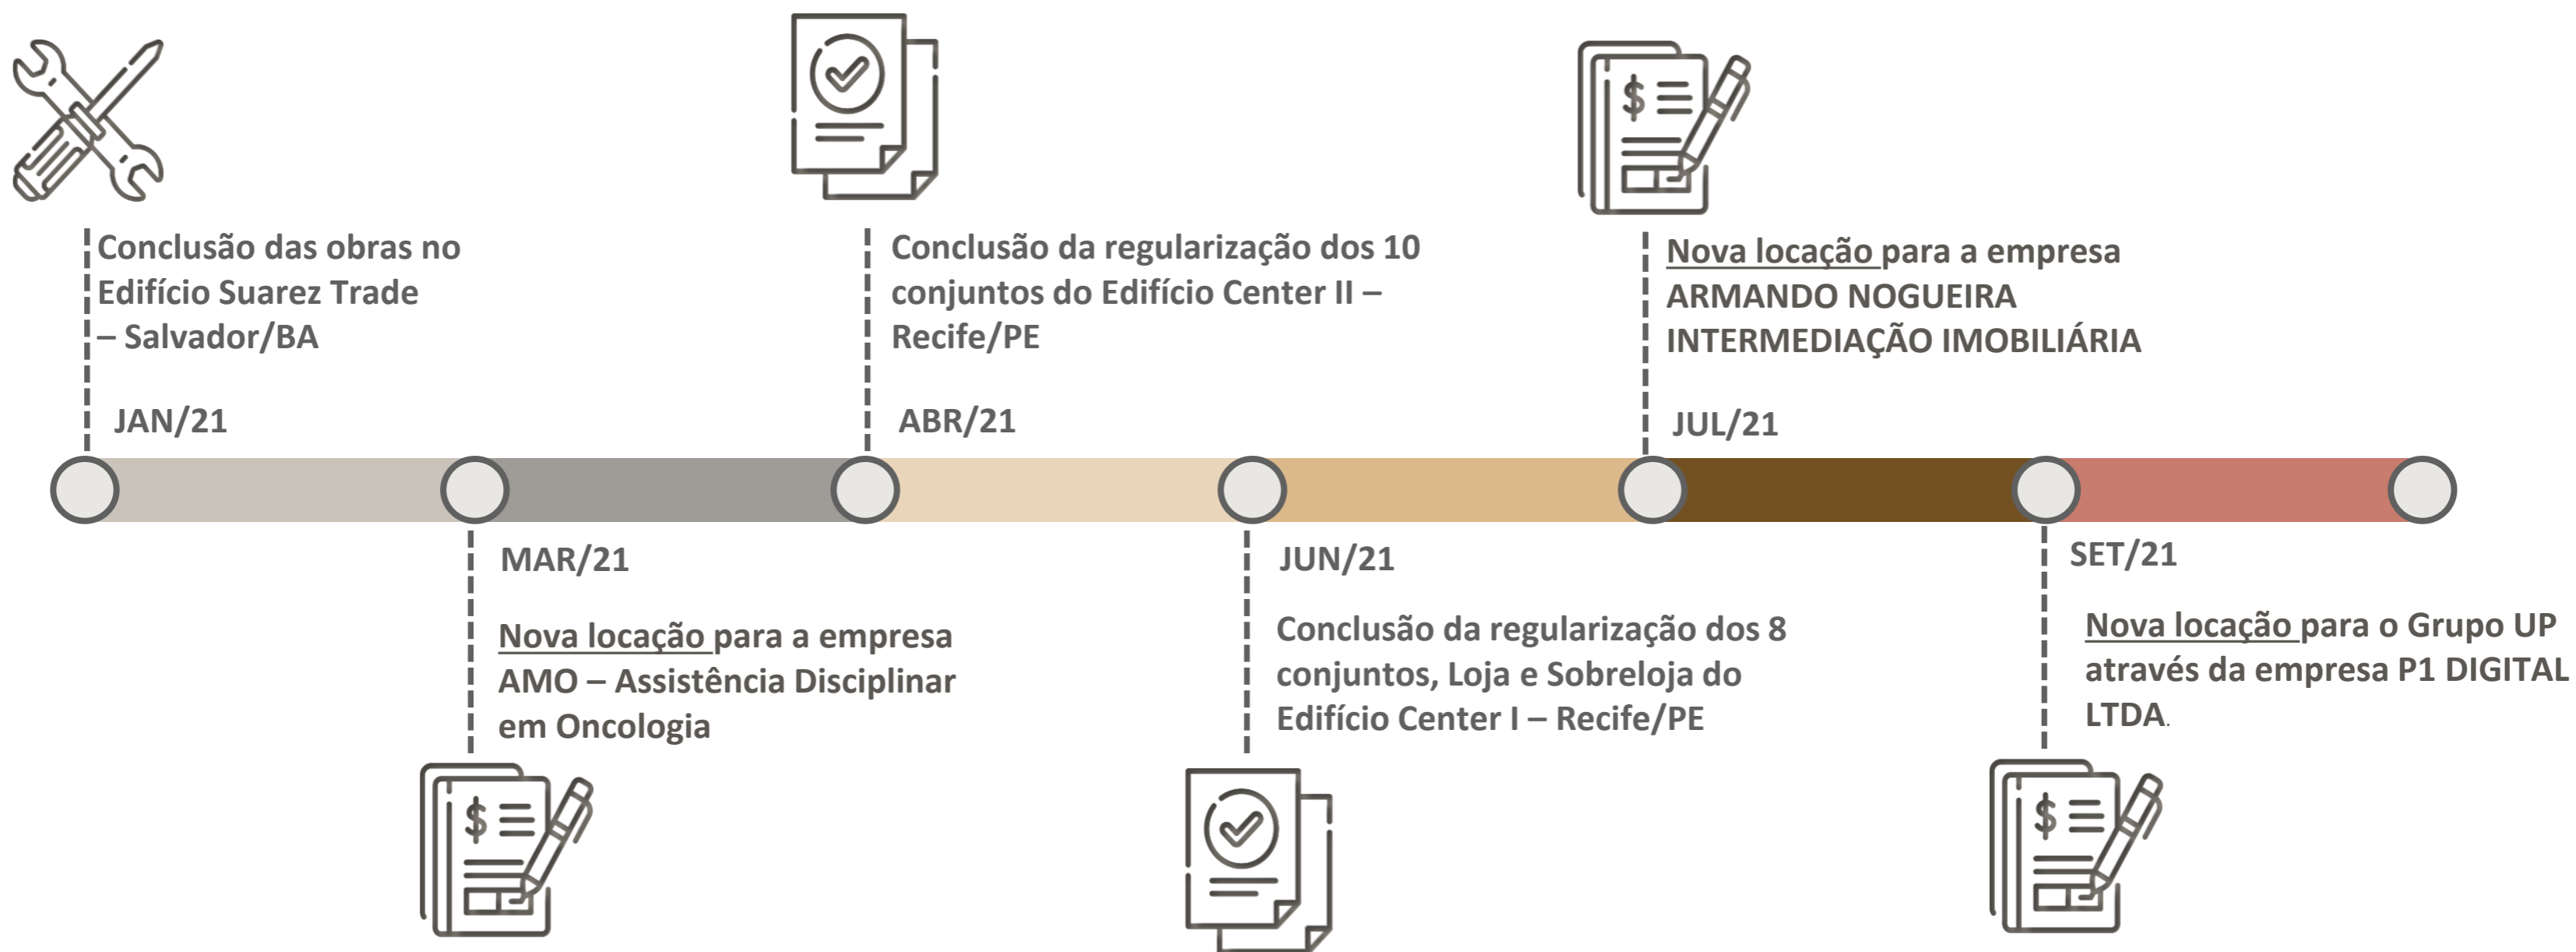 Conclusão das obras no
Edifício Suarez Trade
– Salvador/BA
JAN/21
MAR/21
Nova locação para a empresa
AMO – Assistência Disciplinar
em Oncologia
$
Conclusão da regularização dos 10
conjuntos do Edifício Center II –
Recife/PE
ABR/21
JUN/21
Conclusão da regularização dos 8
conjuntos, Loja e Sobreloja do
Edifício Center I – Recife/PE
$
Nova locação para a empresa
ARMANDO NOGUEIRA
INTERMEDIAÇÃO IMOBILIÁRIA
JUL/21
SET/21
Nova locação para o Grupo UP
através da empresa P1 DIGITAL
LTDA.
$